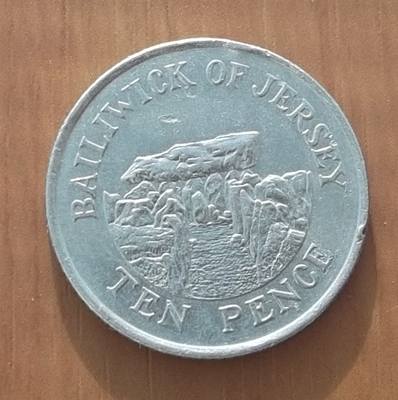 BAILIWICK OF JERSEY
TEN PENCE